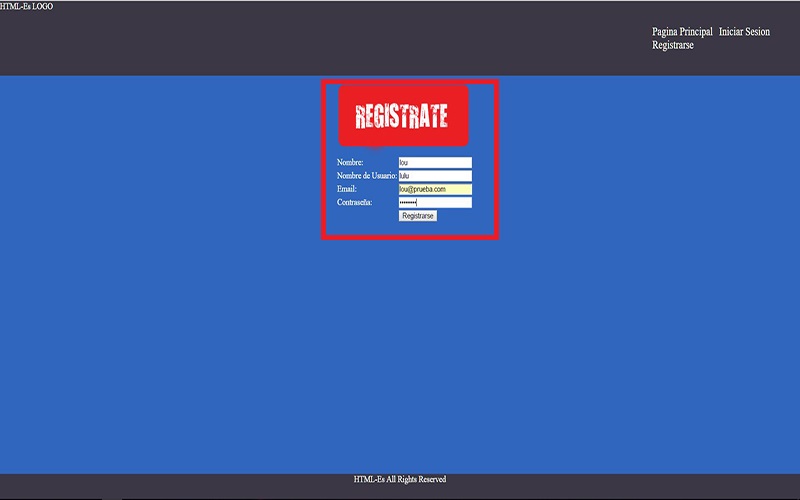 HTML-Es LOGO
Pagina Principal Iniciar Sesion
Registrarse
REGISTRATE
Nombre: lou
Nombre de Usuario: lulu
Email: lou@prueba.com
Contraseña: ••••••••
Registrarse
HTML-Es All Rights Reserved